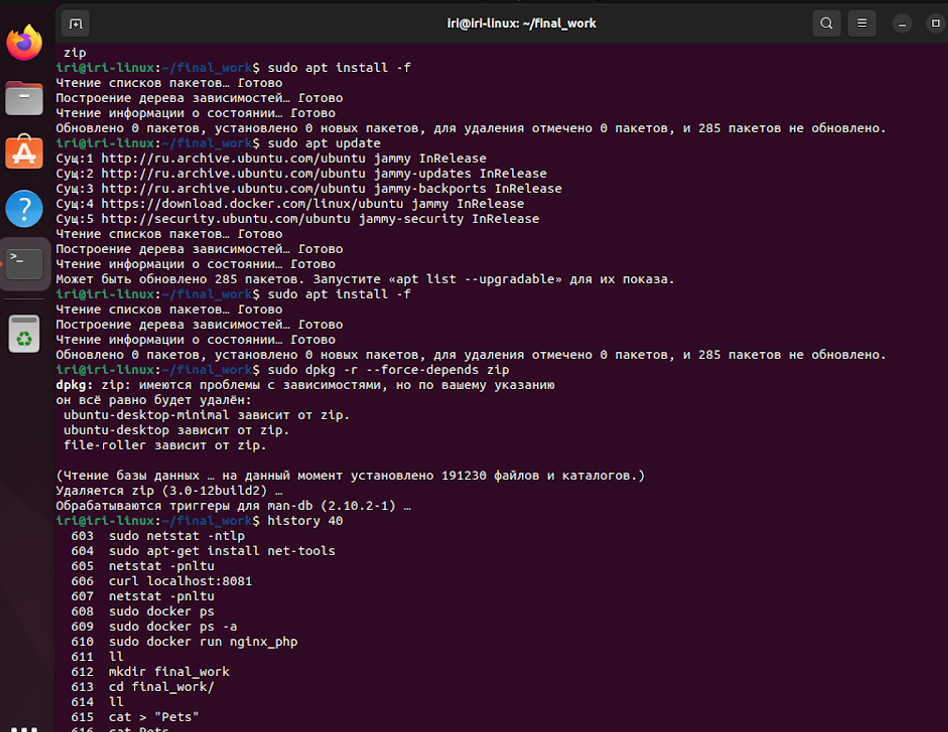 iri@iri-linux: ~/final_work
zip
iri@iri-linux:~/final_work$ sudo apt install -f
Чтение списков пакетов… Готово
Построение дерева зависимостей… Готово
Чтение информации о состоянии… Готово
Обновлено 0 пакетов, установлено 0 новых пакетов, для удаления отмечено 0 пакетов, и 285 пакетов не обновлено.
iri@iri-linux:~/final_work$ sudo apt update
Сущ:1 http://ru.archive.ubuntu.com/ubuntu jammy InRelease
Сущ:2 http://ru.archive.ubuntu.com/ubuntu jammy-updates InRelease
Сущ:3 http://ru.archive.ubuntu.com/ubuntu jammy-backports InRelease
Сущ:4 https://download.docker.com/linux/ubuntu jammy InRelease
Сущ:5 http://security.ubuntu.com/ubuntu jammy-security InRelease
Чтение списков пакетов… Готово
Построение дерева зависимостей… Готово
Чтение информации о состоянии… Готово
Может быть обновлено 285 пакетов. Запустите «apt list --upgradable» для их показа.
iri@iri-linux:~/final_work$ sudo apt install -f
Чтение списков пакетов… Готово
Построение дерева зависимостей… Готово
Чтение информации о состоянии… Готово
Обновлено 0 пакетов, установлено 0 новых пакетов, для удаления отмечено 0 пакетов, и 285 пакетов не обновлено.
iri@iri-linux:~/final_work$ sudo dpkg -r --force-depends zip
dpkg: zip: имеются проблемы с зависимостями, но по вашему указанию
он всё равно будет удалён:
ubuntu-desktop-minimal зависит от zip.
ubuntu-desktop зависит от zip.
file-roller зависит от zip.
(Чтение базы данных … на данный момент установлено 191230 файлов и каталогов.)
Удаляется zip (3.0-12build2) …
Обрабатываются триггеры для man-db (2.10.2-1) …
iri@iri-linux:~/final_work$ history 40
603 sudo netstat -ntlp
604 sudo apt-get install net-tools
605 netstat -pnltu
606 curl localhost:8081
607 netstat -pnltu
608 sudo docker ps
609 sudo docker ps -a
610 sudo docker run nginx_php
611 ll
612 mkdir final_work
613 cd final_work/
614 ll
615 cat > "Pets"
616 cat Pets